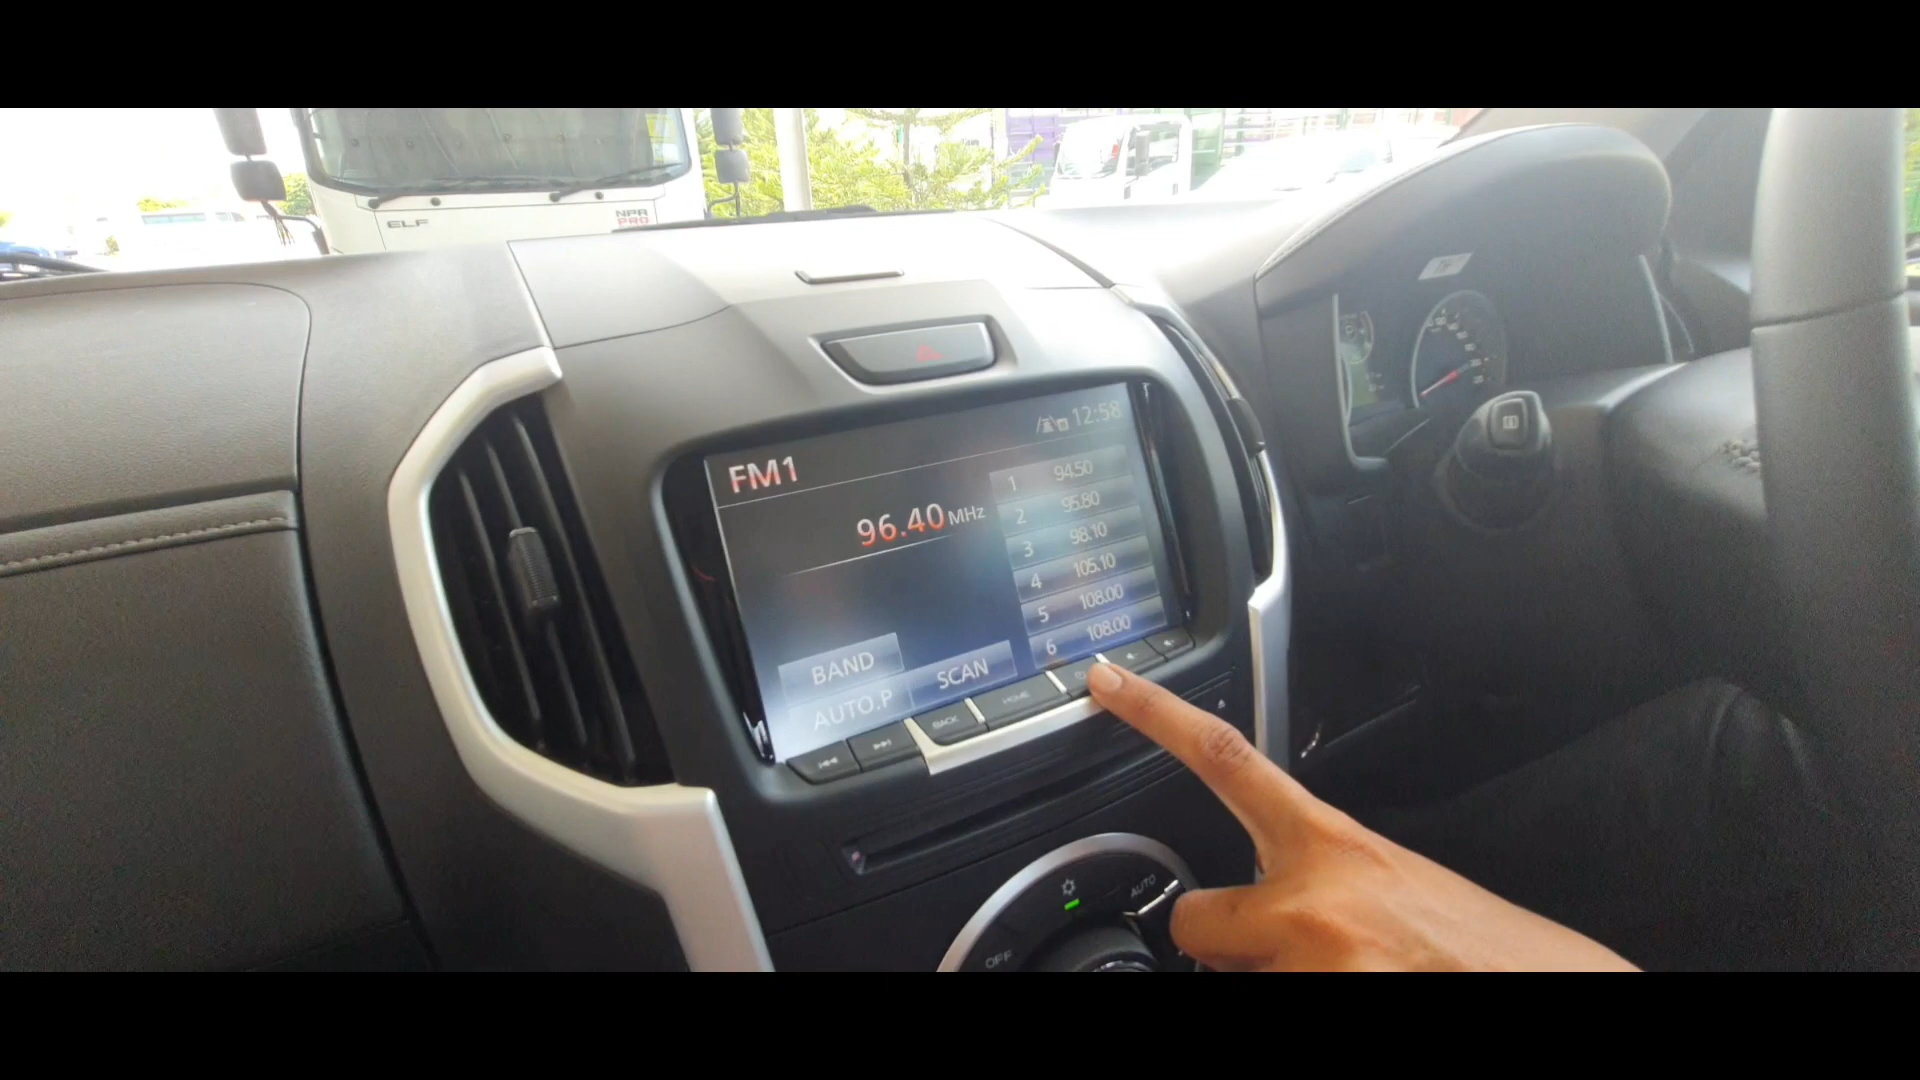 ELF
NPR
PRO
12:58
FM1
96.40 MHz
1 94.50
2 95.80
3 98.10
4 105.10
5 108.00
6 108.00
BAND
SCAN
AUTO.P
BACK
HOME
AUTO
OFF